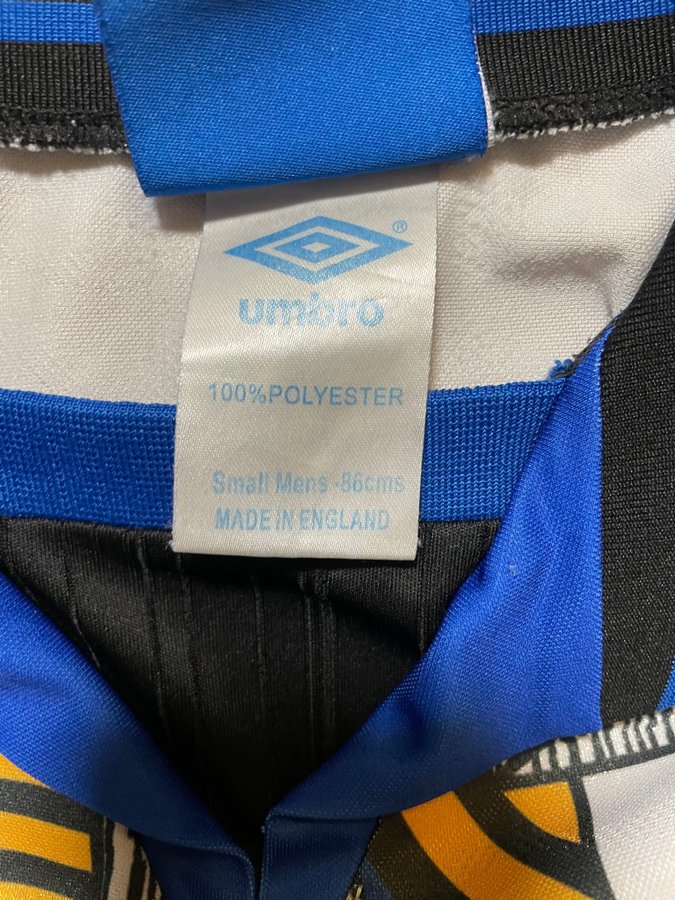 ®
umbro
100%POLYESTER
Small Mens -86cms
MADE IN ENGLAND